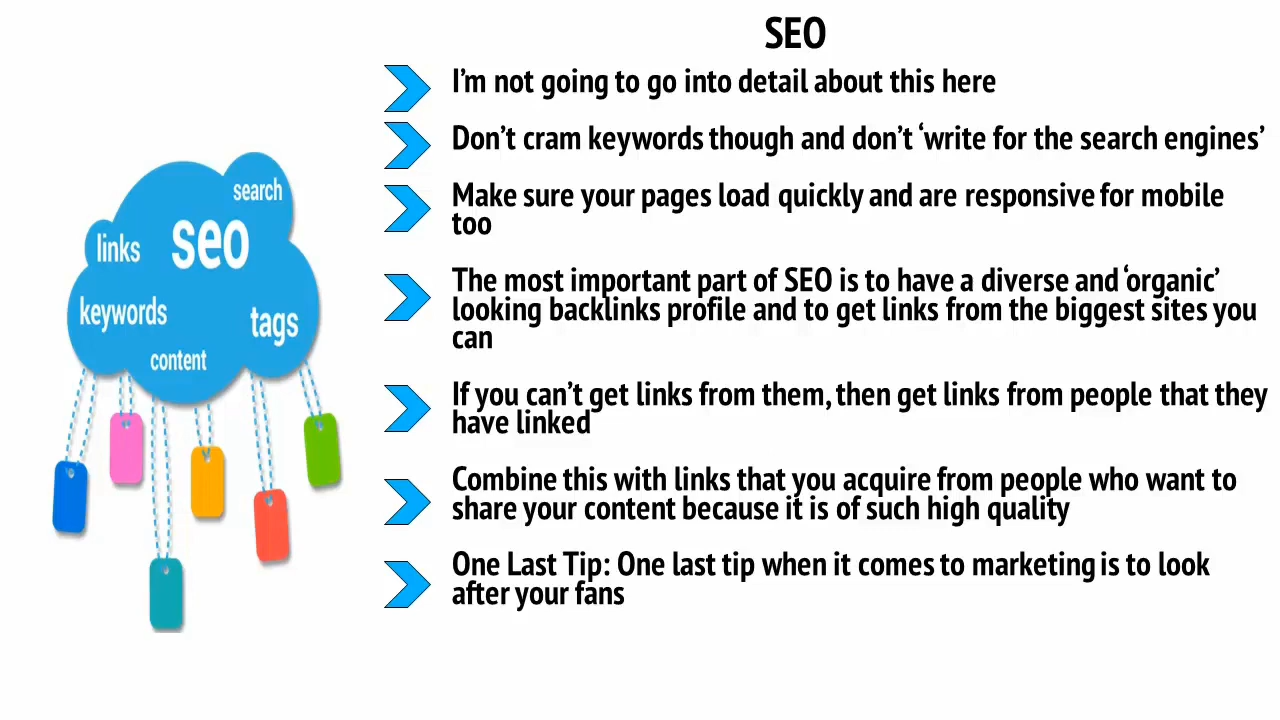 SEO
I'm not going to go into detail about this here
Don't cram keywords though and don't ‘write for the search engines’
Make sure your pages load quickly and are responsive for mobile
too
The most important part of SEO is to have a diverse and ‘organic’
looking backlinks profile and to get links from the biggest sites you
can
If you can't get links from them, then get links from people that they
have linked
Combine this with links that you acquire from people who want to
share your content because it is of such high quality
One Last Tip: One last tip when it comes to marketing is to look
after your fans
search
links
seo
keywords
tags
content